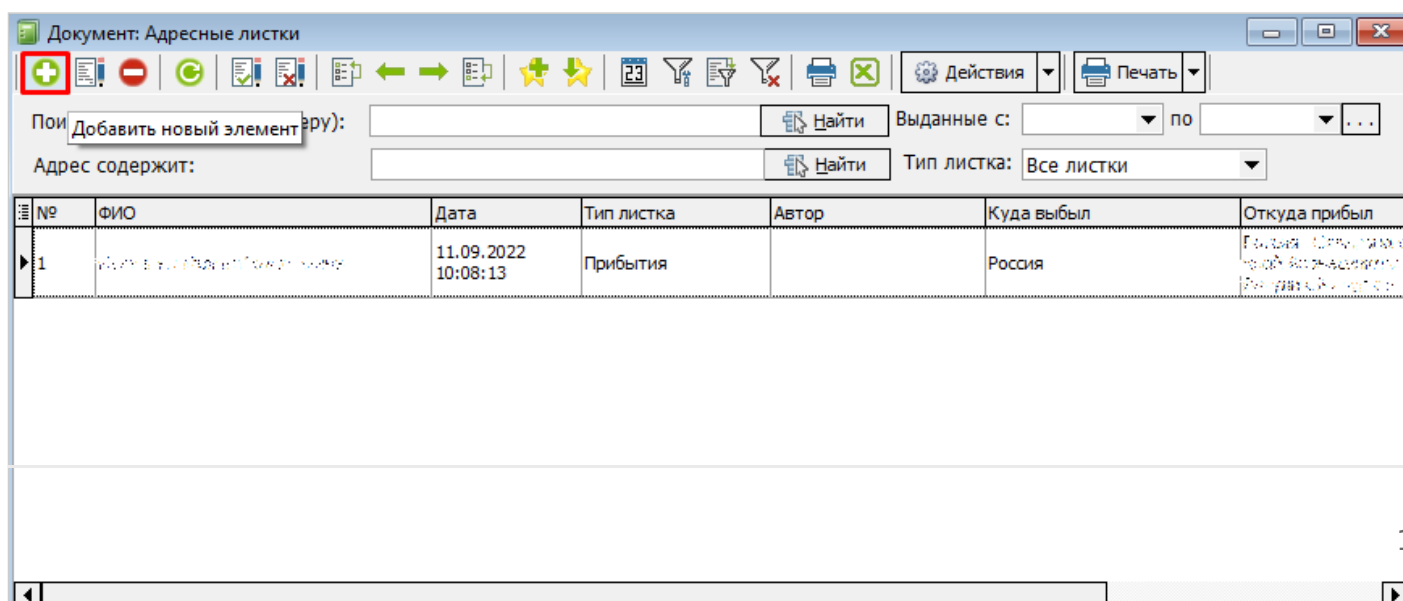 Документ: Адресные листки
23 Действия Печать
Пои еру): Найти Выданные с: по ...
Добавить новый элемент
Адрес содержит: Найти Тип листка: Все листки
№ ФИО Дата Тип листка Автор Куда выбыл Откуда прибыл
1 11.09.2022 Прибытия Россия
10:08:13